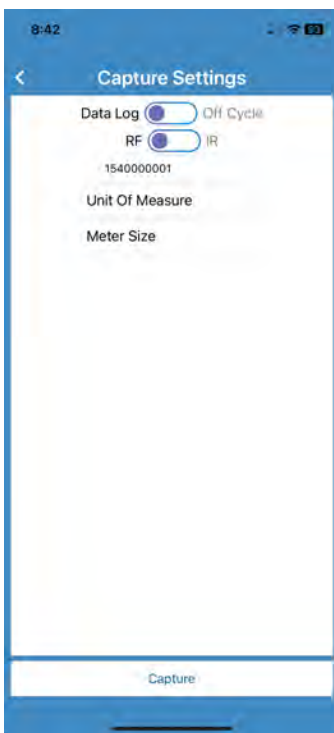 8:42
Capture Settings
Data Log Off Cycle
RF IR
1540000001
Unit Of Measure
Meter Size
Capture